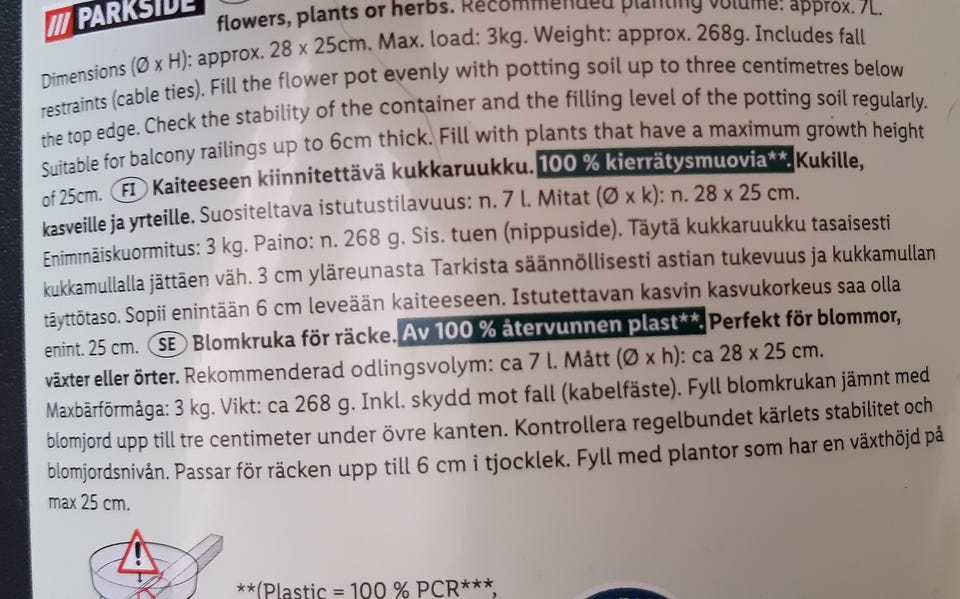 PARKSIDE
flowers, plants or herbs. Recommended planting volume: approx. 7L.
Dimensions (Ø x H): approx. 28 x 25cm. Max. load: 3kg. Weight: approx. 268g. Includes fall
restraints (cable ties). Fill the flower pot evenly with potting soil up to three centimetres below
the top edge. Check the stability of the container and the filling level of the potting soil regularly.
Suitable for balcony railings up to 6cm thick. Fill with plants that have a maximum growth height
of 25cm. FI Kaiteeseen kiinnitettävä kukkaruukku. 100 % kierrätysmuovia**. Kukille,
kasveille ja yrteille. Suositeltava istutustilavuus: n. 7 l. Mitat (Ø x k): n. 28 x 25 cm.
Enimmäiskuormitus: 3 kg. Paino: n. 268 g. Sis. tuen (nippuside). Täytä kukkaruukku tasaisesti
kukkamullalla jättäen väh. 3 cm yläreunasta Tarkista säännöllisesti astian tukevuus ja kukkamullan
täyttötaso. Sopii enintään 6 cm leveään kaiteeseen. Istutettavan kasvin kasvukorkeus saa olla
enint. 25 cm. SE Blomkruka för räcke. Av 100 % återvunnen plast**. Perfekt för blommor,
växter eller örter. Rekommenderad odlingsvolym: ca 7 l. Mått (Ø x h): ca 28 x 25 cm.
Maxbärförmåga: 3 kg. Vikt: ca 268 g. Inkl. skydd mot fall (kabelfäste). Fyll blomkrukan jämnt med
blomjord upp till tre centimeter under övre kanten. Kontrollera regelbundet kärlets stabilitet och
blomjordsnivån. Passar för räcken upp till 6 cm i tjocklek. Fyll med plantor som har en växthöjd på
max 25 cm.
**(Plastic = 100 % PCR***,